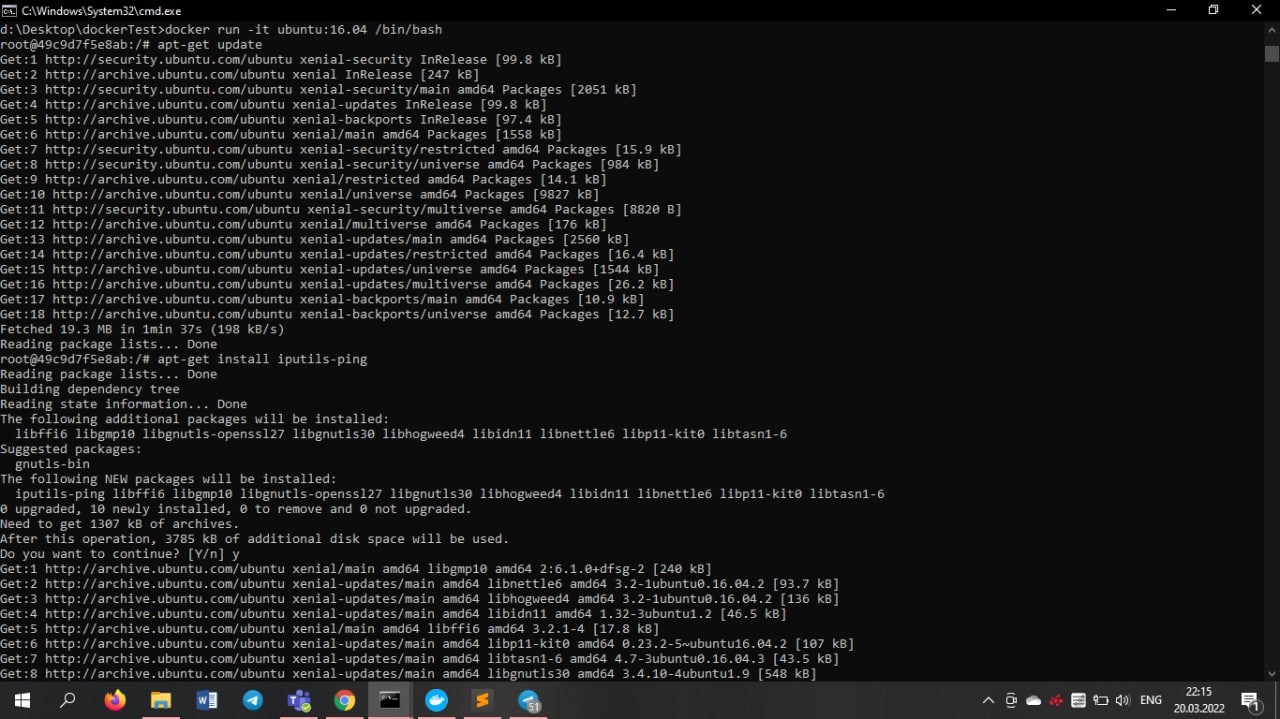 C:\Windows\System32\cmd.exe
d:\Desktop\dockerTest>docker run -it ubuntu:16.04 /bin/bash
root@49c9d7f5e8ab:/# apt-get update
Get:1 http://security.ubuntu.com/ubuntu xenial-security InRelease [99.8 kB]
Get:2 http://archive.ubuntu.com/ubuntu xenial InRelease [247 kB]
Get:3 http://security.ubuntu.com/ubuntu xenial-security/main amd64 Packages [2051 kB]
Get:4 http://archive.ubuntu.com/ubuntu xenial-updates InRelease [99.8 kB]
Get:5 http://archive.ubuntu.com/ubuntu xenial-backports InRelease [97.4 kB]
Get:6 http://archive.ubuntu.com/ubuntu xenial/main amd64 Packages [1558 kB]
Get:7 http://security.ubuntu.com/ubuntu xenial-security/restricted amd64 Packages [15.9 kB]
Get:8 http://security.ubuntu.com/ubuntu xenial-security/universe amd64 Packages [984 kB]
Get:9 http://archive.ubuntu.com/ubuntu xenial/restricted amd64 Packages [14.1 kB]
Get:10 http://archive.ubuntu.com/ubuntu xenial/universe amd64 Packages [9827 kB]
Get:11 http://security.ubuntu.com/ubuntu xenial-security/multiverse amd64 Packages [8820 B]
Get:12 http://archive.ubuntu.com/ubuntu xenial/multiverse amd64 Packages [176 kB]
Get:13 http://archive.ubuntu.com/ubuntu xenial-updates/main amd64 Packages [2560 kB]
Get:14 http://archive.ubuntu.com/ubuntu xenial-updates/restricted amd64 Packages [16.4 kB]
Get:15 http://archive.ubuntu.com/ubuntu xenial-updates/universe amd64 Packages [1544 kB]
Get:16 http://archive.ubuntu.com/ubuntu xenial-updates/multiverse amd64 Packages [26.2 kB]
Get:17 http://archive.ubuntu.com/ubuntu xenial-backports/main amd64 Packages [10.9 kB]
Get:18 http://archive.ubuntu.com/ubuntu xenial-backports/universe amd64 Packages [12.7 kB]
Fetched 19.3 MB in 1min 37s (198 kB/s)
Reading package lists... Done
root@49c9d7f5e8ab:/# apt-get install iputils-ping
Reading package lists... Done
Building dependency tree
Reading state information... Done
The following additional packages will be installed:
libffi6 libgmp10 libgnutls-openssl27 libgnutls30 libhogweed4 libidn11 libnettle6 libp11-kit0 libtasn1-6
Suggested packages:
gnutls-bin
The following NEW packages will be installed:
iputils-ping libffi6 libgmp10 libgnutls-openssl27 libgnutls30 libhogweed4 libidn11 libnettle6 libp11-kit0 libtasn1-6
0 upgraded, 10 newly installed, 0 to remove and 0 not upgraded.
Need to get 1307 kB of archives.
After this operation, 3785 kB of additional disk space will be used.
Do you want to continue? [Y/n] y
Get:1 http://archive.ubuntu.com/ubuntu xenial/main amd64 libgmp10 amd64 2:6.1.0+dfsg-2 [240 kB]
Get:2 http://archive.ubuntu.com/ubuntu xenial-updates/main amd64 libnettle6 amd64 3.2-1ubuntu0.16.04.2 [93.7 kB]
Get:3 http://archive.ubuntu.com/ubuntu xenial-updates/main amd64 libhogweed4 amd64 3.2-1ubuntu0.16.04.2 [136 kB]
Get:4 http://archive.ubuntu.com/ubuntu xenial-updates/main amd64 libidn11 amd64 1.32-3ubuntu1.2 [46.5 kB]
Get:5 http://archive.ubuntu.com/ubuntu xenial/main amd64 libffi6 amd64 3.2.1-4 [17.8 kB]
Get:6 http://archive.ubuntu.com/ubuntu xenial-updates/main amd64 libp11-kit0 amd64 0.23.2-5~ubuntu16.04.2 [107 kB]
Get:7 http://archive.ubuntu.com/ubuntu xenial-updates/main amd64 libtasn1-6 amd64 4.7-3ubuntu0.16.04.3 [43.5 kB]
Get:8 http://archive.ubuntu.com/ubuntu xenial-updates/main amd64 libgnutls30 amd64 3.4.10-4ubuntu1.9 [548 kB]
51
ENG
22:15
20.03.2022
1